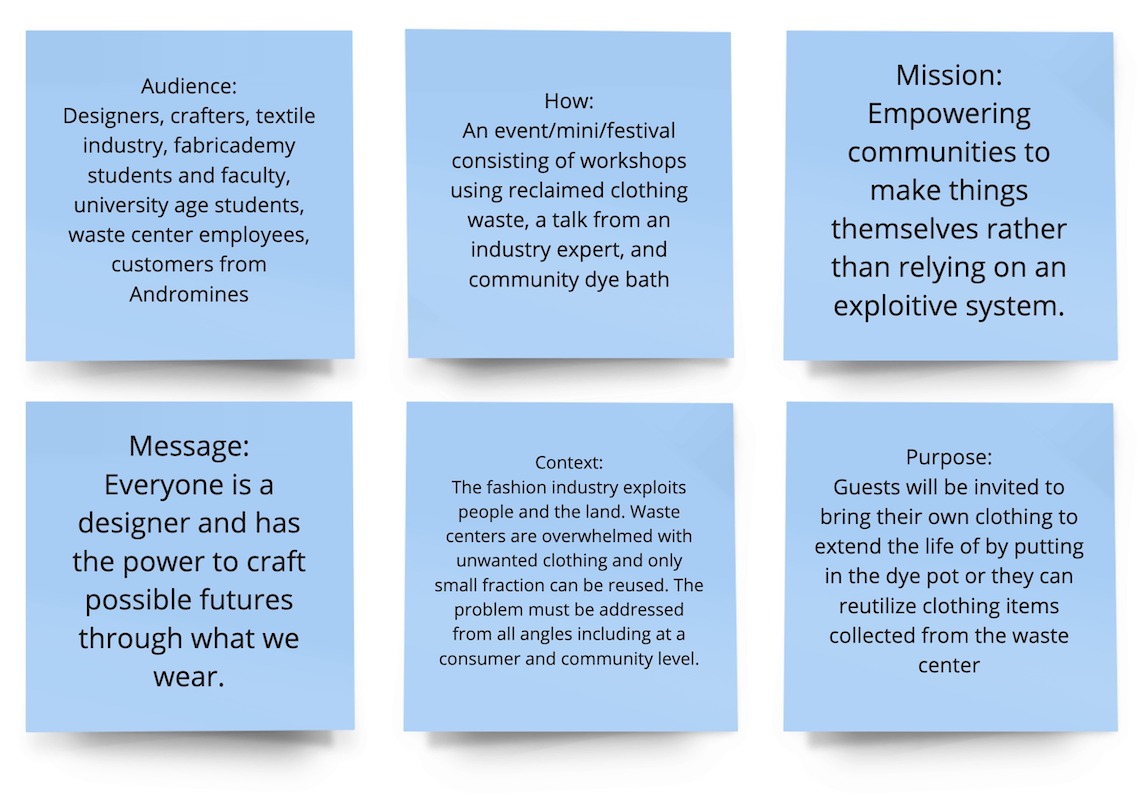 Audience:
Designers, crafters, textile
industry, fabricademy
students and faculty,
university age students,
waste center employees,
customers from
Andromines
How:
An event/mini/festival
consisting of workshops
using reclaimed clothing
waste, a talk from an
industry expert, and
community dye bath
Mission:
Empowering
communities to
make things
themselves rather
than relying on an
exploitive system.
Message:
Everyone is a
designer and has
the power to craft
possible futures
through what we
wear.
Context:
The fashion industry exploits
people and the land. Waste
centers are overwhelmed with
unwanted clothing and only
small fraction can be reused. The
problem must be addressed
from all angles including at a
consumer and community level.
Purpose:
Guests will be invited to
bring their own clothing to
extend the life of by putting
in the dye pot or they can
reutilize clothing items
collected from the waste
center